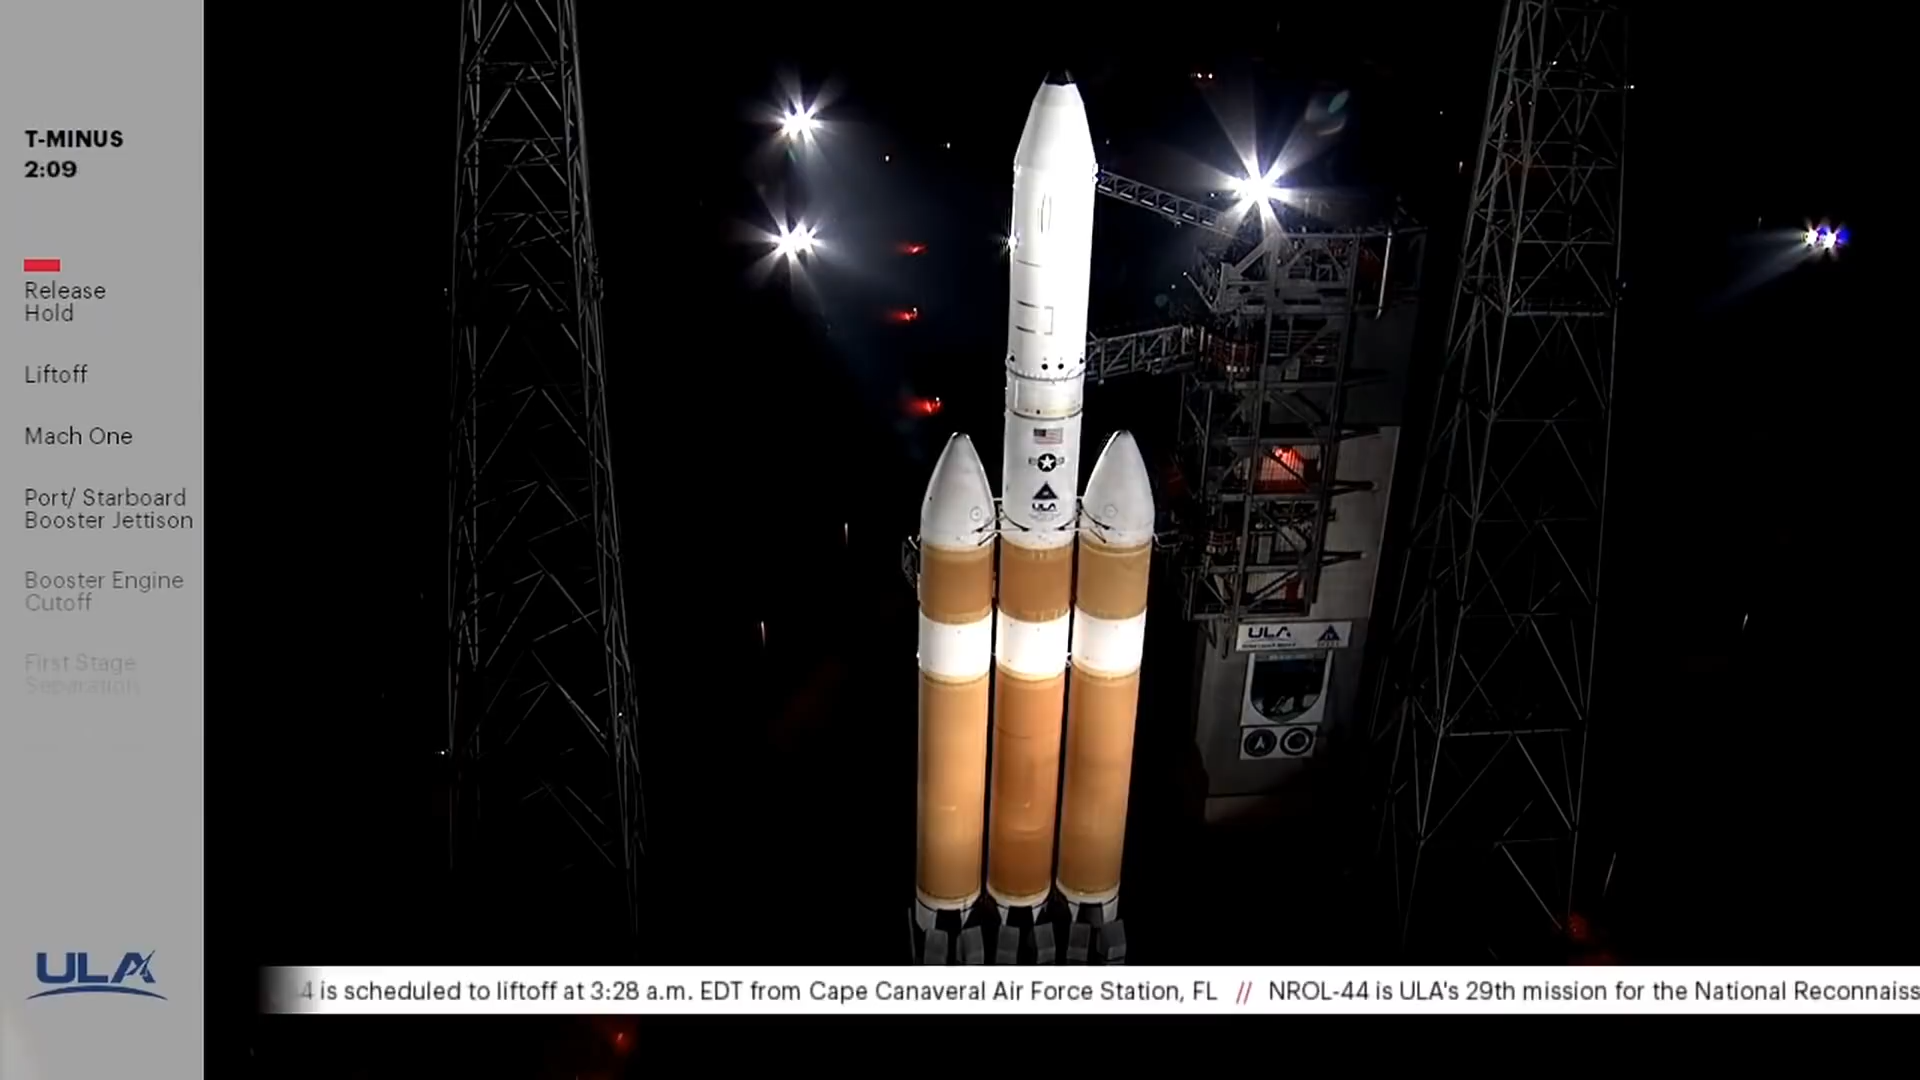 T-MINUS
2:09
Release
Hold
Liftoff
Mach One
Port/ Starboard
Booster Jettison
Booster Engine
Cutoff
First Stage
Separation
ULA
ULA
ULA
4 is scheduled to liftoff at 3:28 a.m. EDT from Cape Canaveral Air Force Station, FL // NROL-44 is ULA's 29th mission for the National Reconnaiss